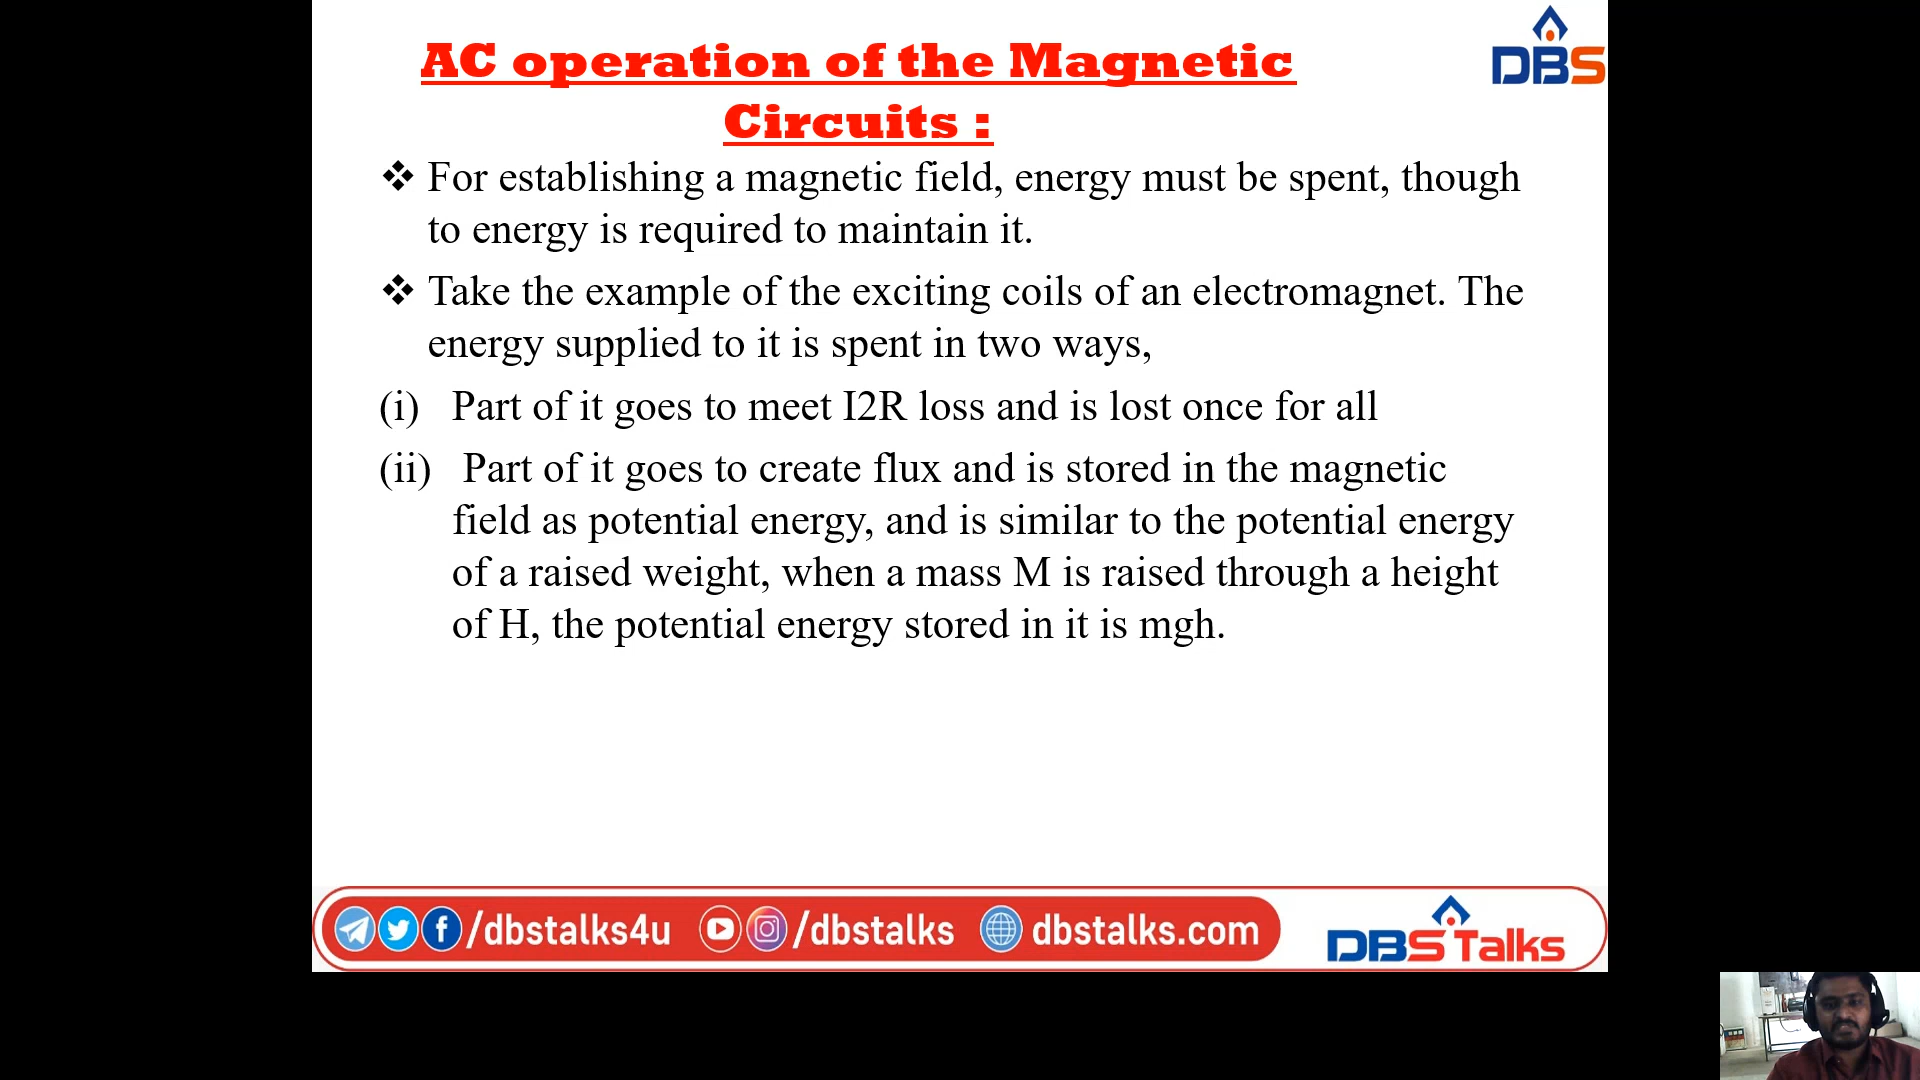 AC operation of the Magnetic
Circuits :
DBS
❖ For establishing a magnetic field, energy must be spent, though
to energy is required to maintain it.
❖ Take the example of the exciting coils of an electromagnet. The
energy supplied to it is spent in two ways,
(i) Part of it goes to meet I2R loss and is lost once for all
(ii) Part of it goes to create flux and is stored in the magnetic
field as potential energy, and is similar to the potential energy
of a raised weight, when a mass M is raised through a height
of H, the potential energy stored in it is mgh.
/dbstalks4u /dbstalks dbstalks.com DBS Talks